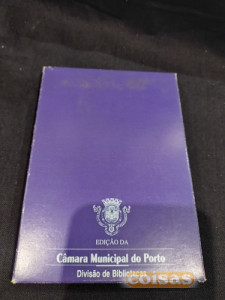 EDIÇÃO DA
Câmara Municipal do Porto
Divisão de Bibliotecas
coisas